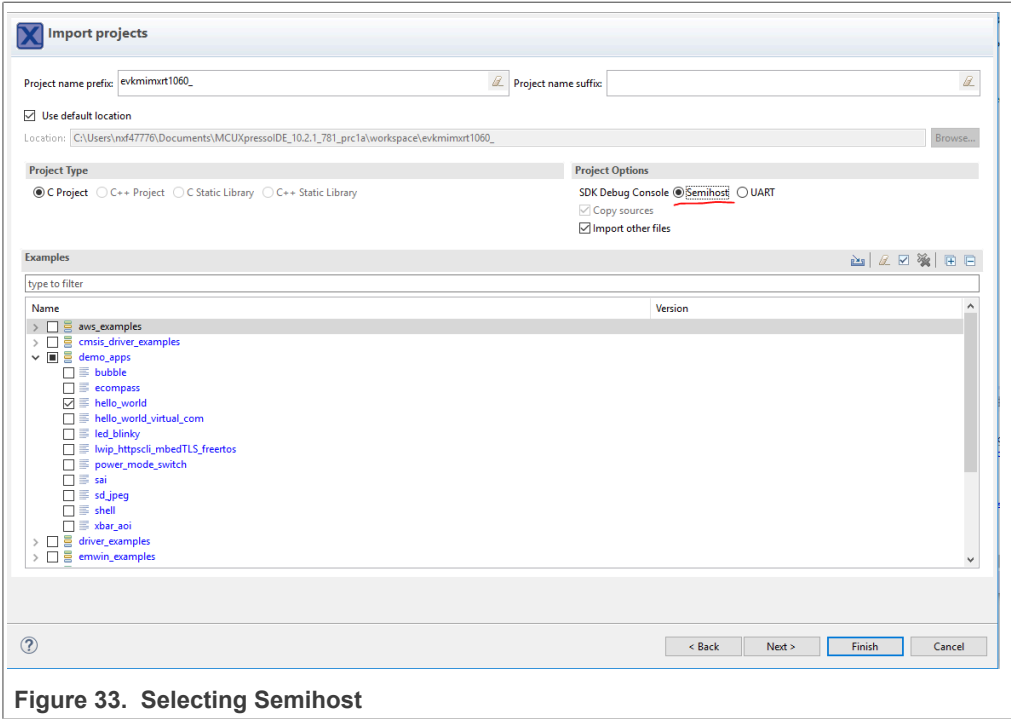 Import projects
Project name prefix: evkmimxrt1060_ Project name suffix:
Use default location
Location: C:\Users\nxf47776\Documents\MCUXpressoIDE_10.2.1_781_prc1a\workspace\evkmimxrt1060_ Browse...
Project Type Project Options
C Project C++ Project C Static Library C++ Static Library SDK Debug Console Semihost UART
Copy sources
Import other files
Examples
type to filter
Name Version
aws_examples
cmsis_driver_examples
demo_apps
bubble
ecompass
hello_world
hello_world_virtual_com
led_blinky
lwip_httpscli_mbedTLS_freertos
power_mode_switch
sai
sd_jpeg
shell
xbar_aoi
driver_examples
emwin_examples
< Back Next > Finish Cancel
Figure 33. Selecting Semihost